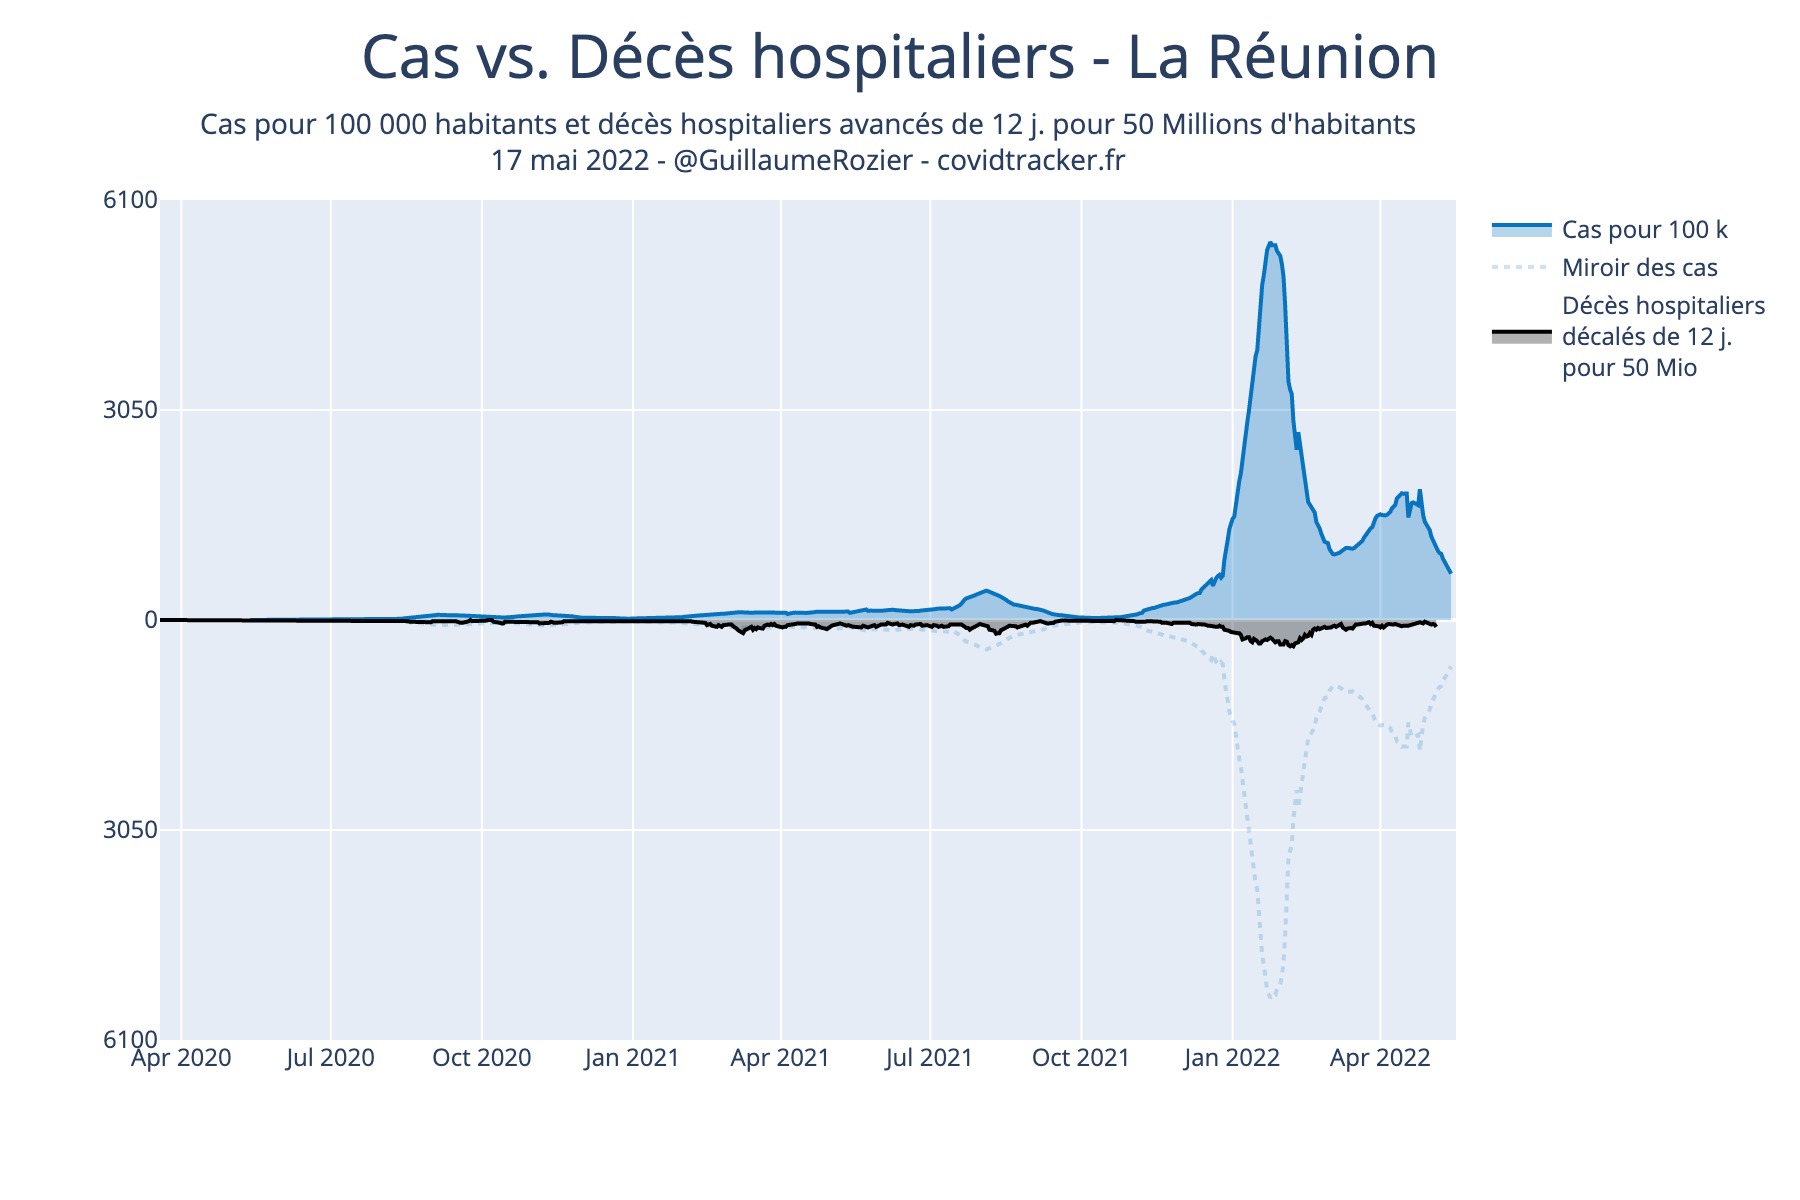 Cas vs. Décès hospitaliers - La Réunion
Cas pour 100 000 habitants et décès hospitaliers avancés de 12 j. pour 50 Millions d'habitants
17 mai 2022 - @GuillaumeRozier - covidtracker.fr
6100
3050
0
3050
6100
Apr 2020
Jul 2020
Oct 2020
Jan 2021
Apr 2021
Jul 2021
Oct 2021
Jan 2022
Apr 2022
Cas pour 100 k
Miroir des cas
Décès hospitaliers
décalés de 12 j.
pour 50 Mio